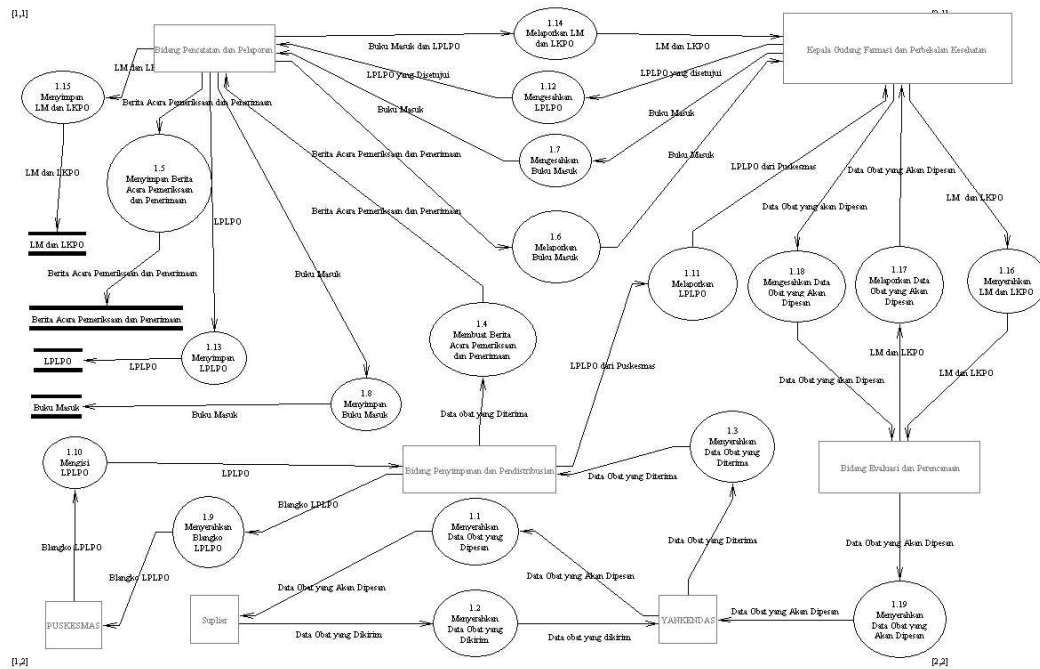 [1,1]
1.14
Melaporkan LM
dan LKPO
Bidang Pencatatan dan Pelaporan
Buku Masuk dan LPLPO
LM dan LKPO
Kepala Gudang Farmasi dan Perbekalan Kesehatan
1.15
Menyimpan
LM dan LKPO
LPLPO yang Disetujui
1.12
Mengesahkan
LPLPO
LPLPO yang disetujui
Berita Acara Pemeriksaan dan Penerimaan
Buku Masuk
1.7
Mengesahkan
Buku Masuk
Buku Masuk
Berita Acara Pemeriksaan dan Penerimaan
Buku Masuk
LPLPO dari Puskesmas
Data Obat yang Akan Dipesan
LM dan LKPO
1.5
Menyimpan Berita
Acara Pemeriksaan
dan Penerimaan
LM dan LKPO
LPLPO
Berita Acara Pemeriksaan dan Penerimaan
Data Obat yang akan Dipesan
LM dan LKPO
1.6
Melaporkan
Buku Masuk
Berita Acara Pemeriksaan dan Penerimaan
Buku Masuk
1.11
Melaporkan
LPLPO
1.18
Mengesahkan Data
Obat yang Akan
Dipesan
1.17
Melaporkan Data
Obat yang Akan
Dipesan
1.16
Menyerahkan
LM dan LKPO
Berita Acara Pemeriksaan dan Penerimaan
1.4
Membuat Berita
Acara Pemeriksaan
dan Penerimaan
LPLPO
LPLPO
1.13
Menyimpan
LPLPO
LPLPO dari Puskesmas
Data Obat yang akan Dipesan
LM dan LKPO
LM dan LKPO
Buku Masuk
Buku Masuk
1.8
Menyimpan
Buku Masuk
Data obat yang Diterima
1.3
Menyerahkan
Data Obat yang
Diterima
1.10
Mengisi
LPLPO
LPLPO
Bidang Penyimpanan dan Pendistribusian
Data Obat yang Diterima
Bidang Evaluasi dan Perencanaan
Blangko LPLPO
1.9
Menyerahkan
Blangko
LPLPO
1.1
Menyerahkan
Data Obat yang
Dipesan
Blangko LPLPO
Data Obat yang Diterima
Data Obat yang Akan Dipesan
Blangko LPLPO
Data Obat yang Akan Dipesan
Data Obat yang Akan Dipesan
PUSKESMAS
Suplier
Data Obat yang Dikirim
1.2
Menyerahkan
Data Obat yang
Dikirim
Data obat yang dikirim
YANKENDAS
Data Obat yang Akan Dipesan
1.19
Menyerahkan
Data Obat yang
Akan Dipesan
[1,2]
[2,2]